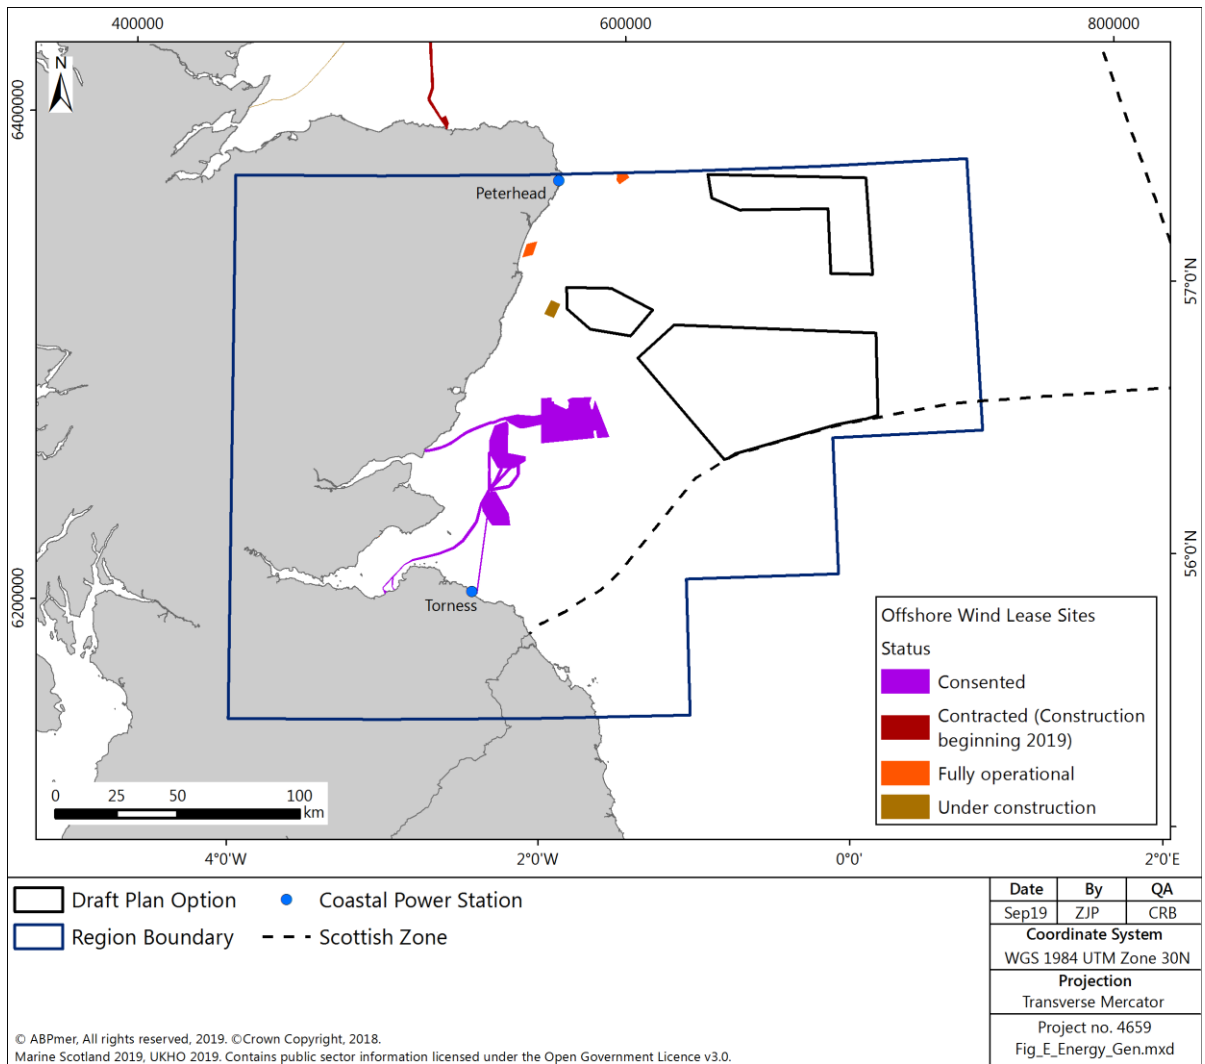 400000
600000
800000
N
6400000
Peterhead
57°0'N
56°0'N
6200000
Torness
Offshore Wind Lease Sites
Status
Consented
Contracted (Construction
beginning 2019)
Fully operational
Under construction
0 25 50 100
km
4°0'W
2°0'W
0°0'
2°0'E
Draft Plan Option
Coastal Power Station
Region Boundary
Scottish Zone
Date By QA
Sep19 ZJP CRB
Coordinate System
WGS 1984 UTM Zone 30N
Projection
Transverse Mercator
Project no. 4659
Fig_E_Energy_Gen.mxd
© ABPmer, All rights reserved, 2019. ©Crown Copyright, 2018.
Marine Scotland 2019, UKHO 2019. Contains public sector information licensed under the Open Government Licence v3.0.